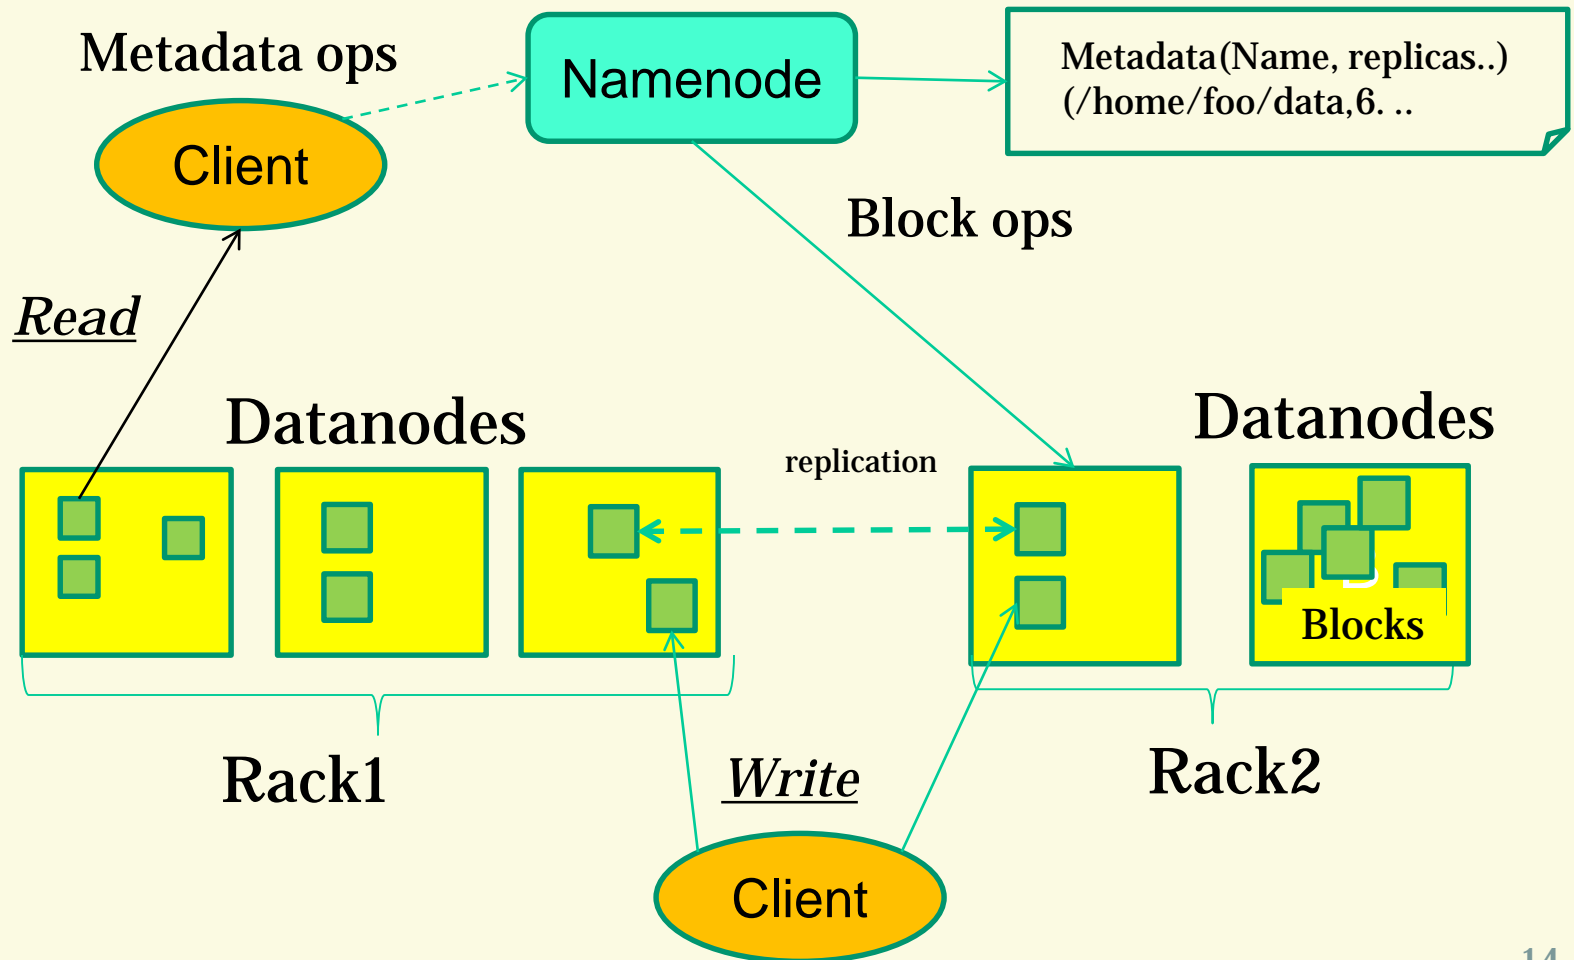 Metadata ops
Namenode
Metadata(Name, replicas..)
(/home/foo/data,6. ..
Client
Block ops
Read
Datanodes
Datanodes
replication
Blocks
Rack1
Write
Rack2
Client
14